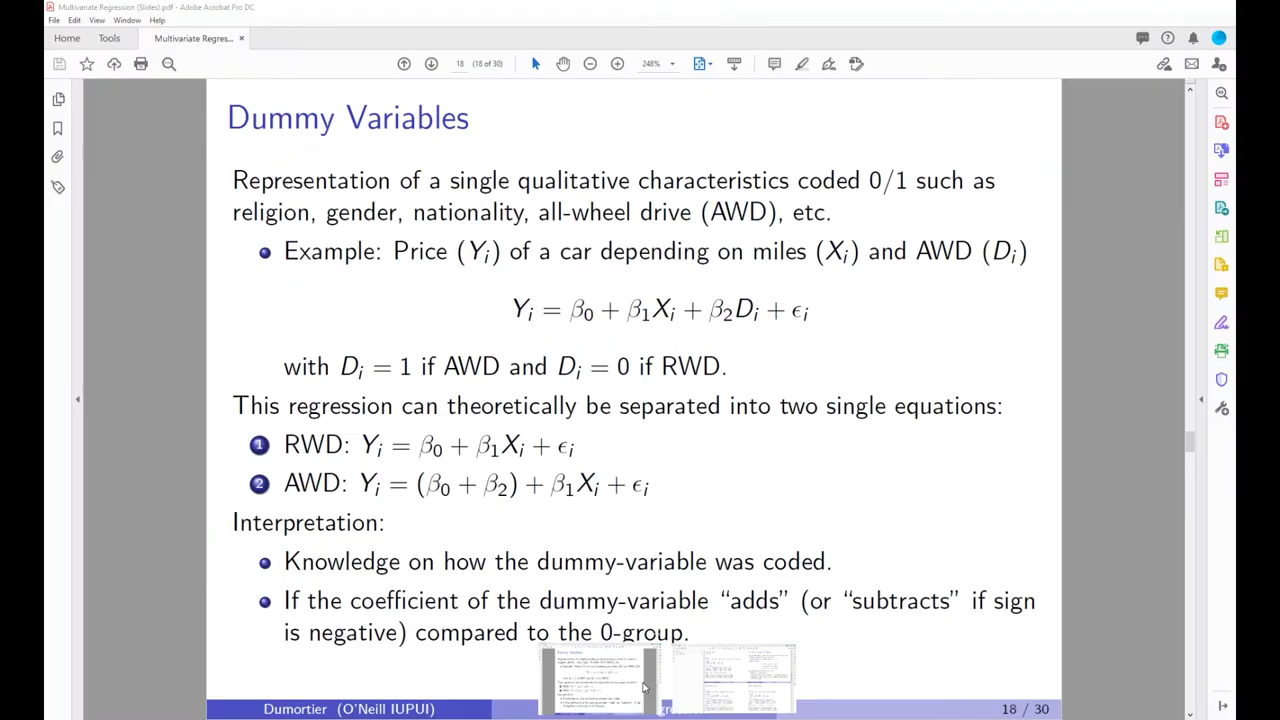 Multivariate Regression (Slides).pdf - Adobe Acrobat Pro DC
File Edit View Window Help
Home Tools Multivariate Regres... ×
18 (18 of 30) 248%
Dummy Variables
Representation of a single qualitative characteristics coded 0/1 such as
religion, gender, nationality, all-wheel drive (AWD), etc.
Example: Price (Yᵢ) of a car depending on miles (Xᵢ) and AWD (Dᵢ)
Yᵢ = β₀ + β₁Xᵢ + β₂Dᵢ + ϵᵢ
with Dᵢ = 1 if AWD and Dᵢ = 0 if RWD.
This regression can theoretically be separated into two single equations:
1 RWD: Yᵢ = β₀ + β₁Xᵢ + ϵᵢ
2 AWD: Yᵢ = (β₀ + β₂) + β₁Xᵢ + ϵᵢ
Interpretation:
Knowledge on how the dummy-variable was coded.
If the coefficient of the dummy-variable “adds” (or “subtracts” if sign
is negative) compared to the 0-group.
Dumortier (O'Neill IUPUI) 18 / 30